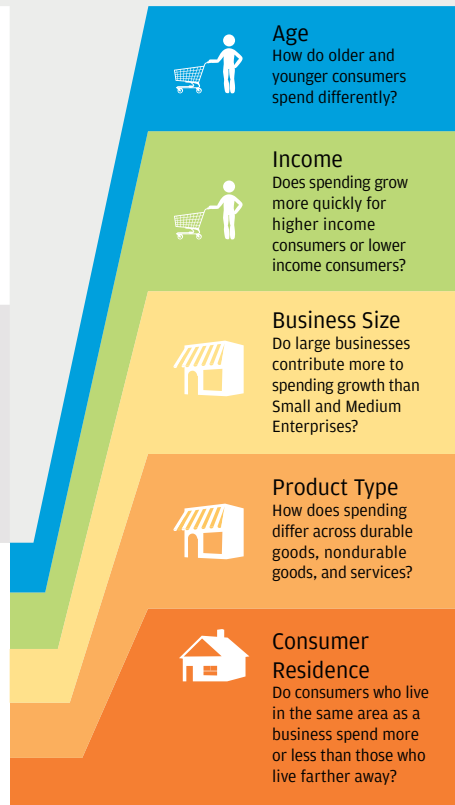 Age
How do older and
younger consumers
spend differently?
Income
Does spending grow
more quickly for
higher income
consumers or lower
income consumers?
Business Size
Do large businesses
contribute more to
spending growth than
Small and Medium
Enterprises?
Product Type
How does spending
differ across durable
goods, nondurable
goods, and services?
Consumer
Residence
Do consumers who live
in the same area as a
business spend more
or less than those who
live farther away?